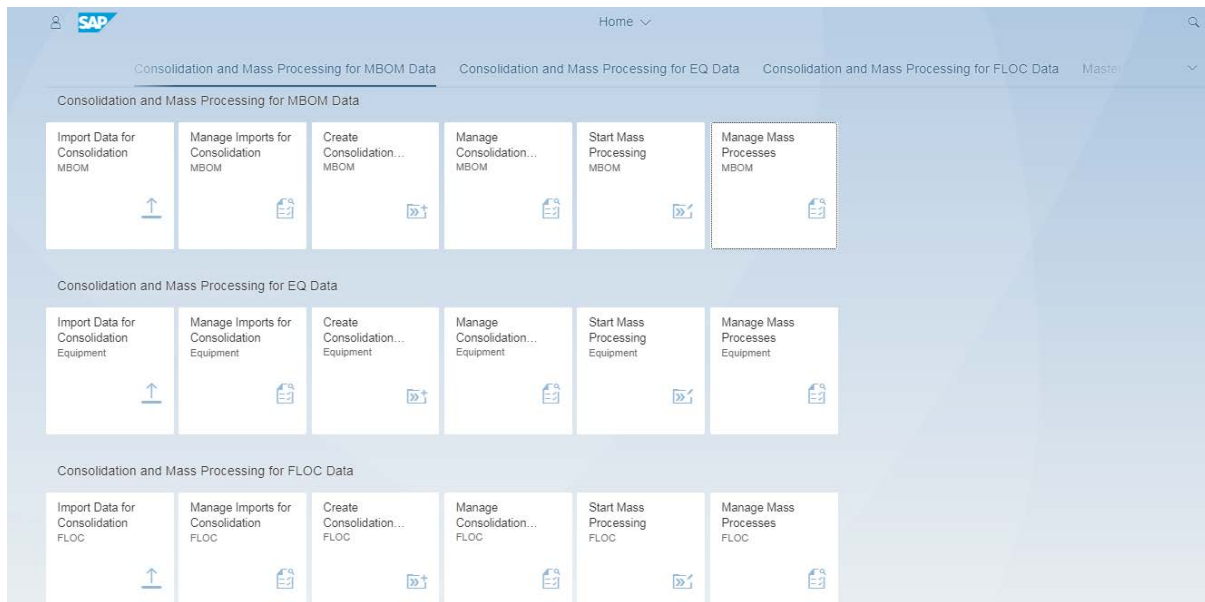 SAP
Home
Consolidation and Mass Processing for MBOM Data
Consolidation and Mass Processing for EQ Data
Consolidation and Mass Processing for FLOC Data
Maste
Consolidation and Mass Processing for MBOM Data
Import Data for
Consolidation
MBOM
Manage Imports for
Consolidation
MBOM
Create
Consolidation...
MBOM
Manage
Consolidation...
MBOM
Start Mass
Processing
MBOM
Manage Mass
Processes
MBOM
Consolidation and Mass Processing for EQ Data
Import Data for
Consolidation
Equipment
Manage Imports for
Consolidation
Equipment
Create
Consolidation...
Equipment
Manage
Consolidation...
Equipment
Start Mass
Processing
Equipment
Manage Mass
Processes
Equipment
Consolidation and Mass Processing for FLOC Data
Import Data for
Consolidation
FLOC
Manage Imports for
Consolidation
FLOC
Create
Consolidation...
FLOC
Manage
Consolidation...
FLOC
Start Mass
Processing
FLOC
Manage Mass
Processes
FLOC